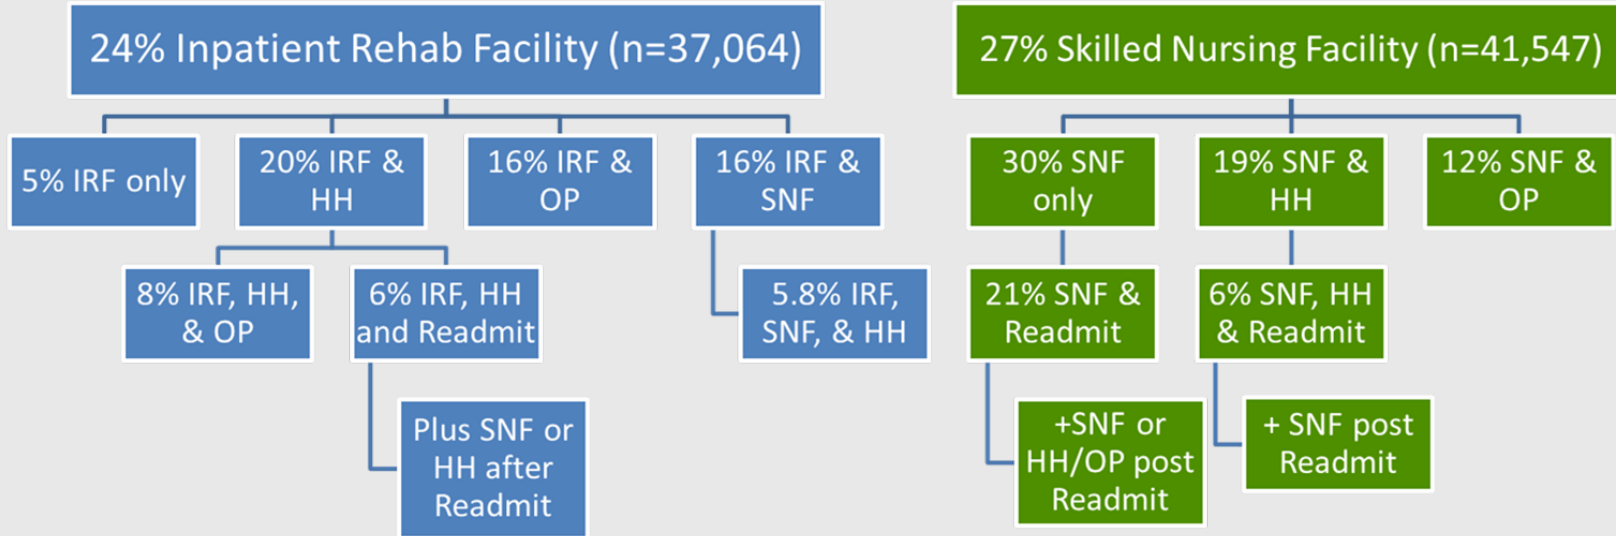 24% Inpatient Rehab Facility (n=37,064)
5% IRF only
20% IRF &
HH
16% IRF &
OP
16% IRF &
SNF
8% IRF, HH,
& OP
6% IRF, HH
and Readmit
5.8% IRF,
SNF, & HH
Plus SNF or
HH after
Readmit
27% Skilled Nursing Facility (n=41,547)
30% SNF
only
19% SNF &
HH
12% SNF &
OP
21% SNF &
Readmit
6% SNF, HH
& Readmit
+SNF or
HH/OP post
Readmit
+ SNF post
Readmit